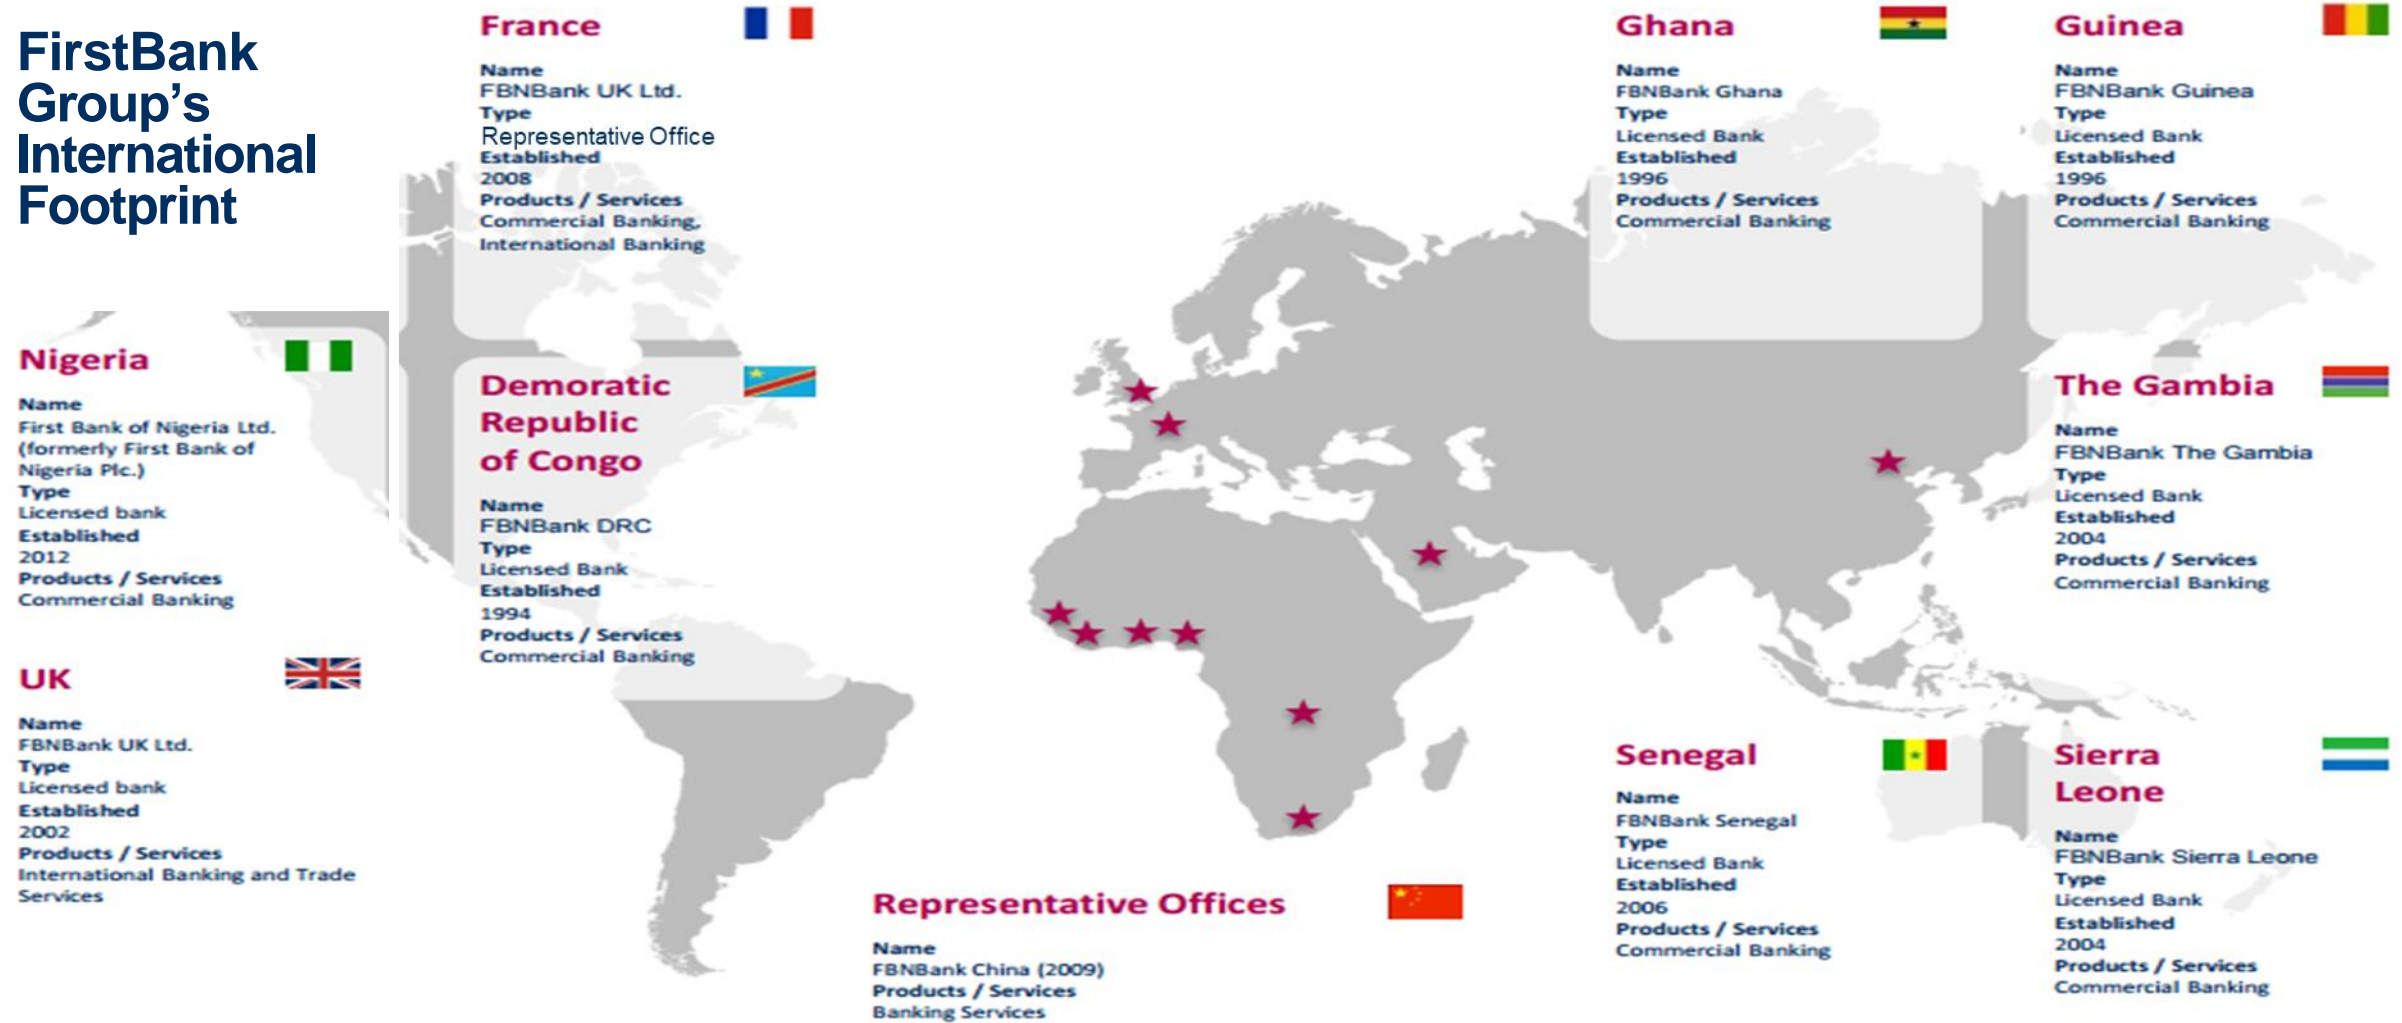 FirstBank
Group’s
International
Footprint
Nigeria
Name
First Bank of Nigeria Ltd.
(formerly First Bank of
Nigeria Plc.)
Type
Licensed bank
Established
2012
Products / Services
Commercial Banking
UK
Name
FBNBank UK Ltd.
Type
Licensed bank
Established
2002
Products / Services
International Banking and Trade
Services
France
Name
FBNBank UK Ltd.
Type
Representative Office
Established
2008
Products / Services
Commercial Banking,
International Banking
Demoratic
Republic
of Congo
Name
FBNBank DRC
Type
Licensed Bank
Established
1994
Products / Services
Commercial Banking
Representative Offices
Name
FBNBank China (2009)
Products / Services
Banking Services
Ghana
Name
FBNBank Ghana
Type
Licensed Bank
Established
1996
Products / Services
Commercial Banking
Guinea
Name
FBNBank Guinea
Type
Licensed Bank
Established
1996
Products / Services
Commercial Banking
The Gambia
Name
FBNBank The Gambia
Type
Licensed Bank
Established
2004
Products / Services
Commercial Banking
Senegal
Name
FBNBank Senegal
Type
Licensed Bank
Established
2006
Products / Services
Commercial Banking
Sierra
Leone
Name
FBNBank Sierra Leone
Type
Licensed Bank
Established
2004
Products / Services
Commercial Banking